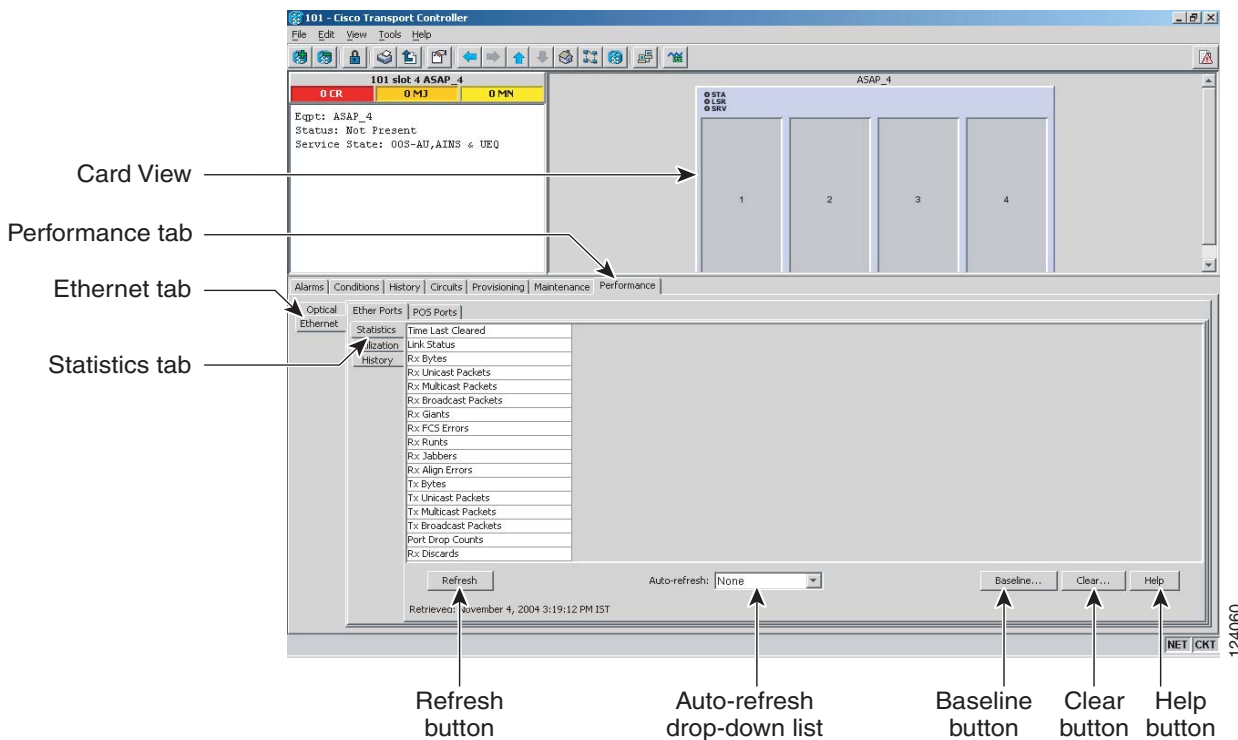 101 - Cisco Transport Controller
File Edit View Tools Help
101 slot 4 ASAP_4
0 CR 0 MJ 0 MN
Eqpt: ASAP_4
Status: Not Present
Service State: OOS-AU,AINS & UEQ
ASAP_4
STA
LSR
SRV
1 2 3 4
Card View
Performance tab
Ethernet tab
Statistics tab
Alarms Conditions History Circuits Provisioning Maintenance Performance
Optical
Ethernet
Ether Ports POS Ports
Statistics
History
Time Last Cleared
Link Status
Rx Bytes
Rx Unicast Packets
Rx Multicast Packets
Rx Broadcast Packets
Rx Giants
Rx FCS Errors
Rx Runts
Rx Jabbers
Rx Align Errors
Tx Bytes
Tx Unicast Packets
Tx Multicast Packets
Tx Broadcast Packets
Port Drop Counts
Rx Discards
Refresh Auto-refresh: None Baseline... Clear... Help
Retrieved: November 4, 2004 3:19:12 PM IST
NET CKT
124060
Refresh
button
Auto-refresh
drop-down list
Baseline
button
Clear
button
Help
button